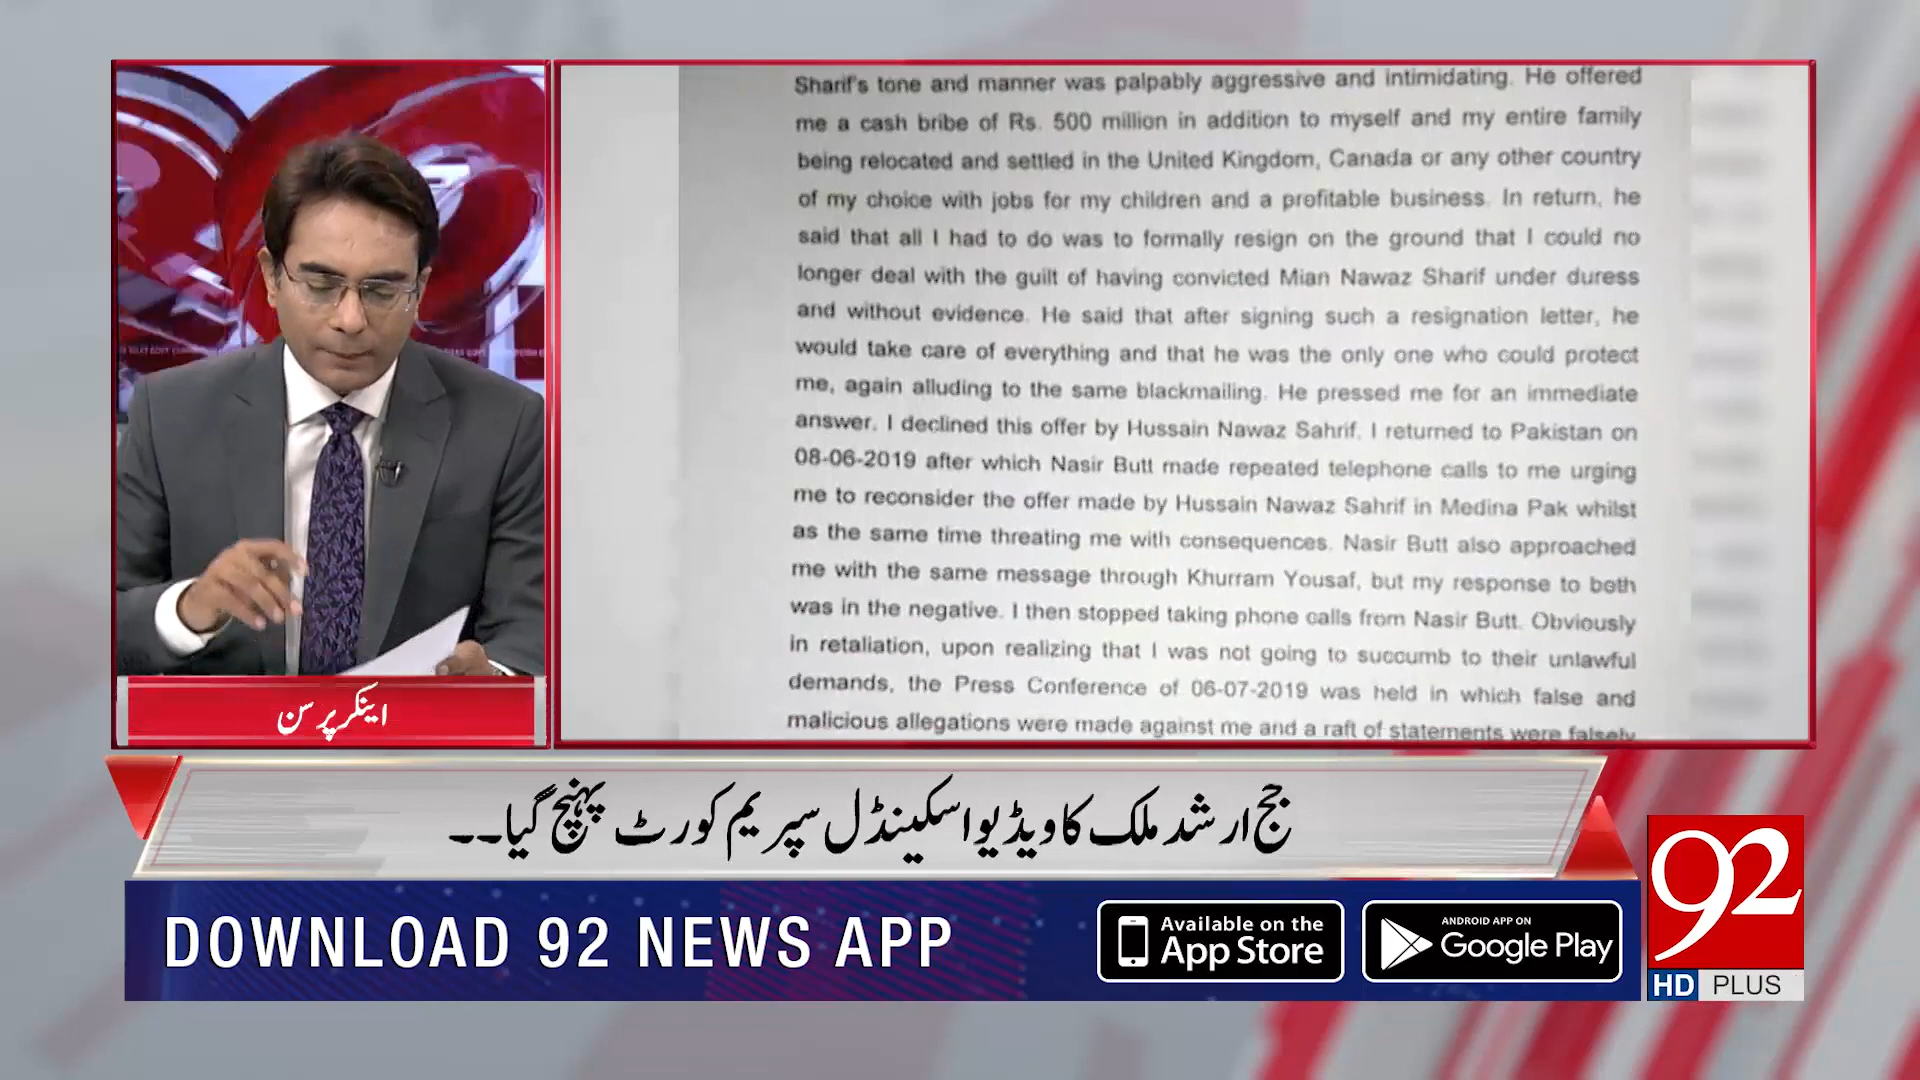 Sharif's tone and manner was palpably aggressive and intimidating. He offered
me a cash bribe of Rs. 500 million in addition to myself and my entire family
being relocated and settled in the United Kingdom, Canada or any other country
of my choice with jobs for my children and a profitable business. In return, he
said that all I had to do was to formally resign on the ground that I could no
longer deal with the guilt of having convicted Mian Nawaz Sharif under duress
and without evidence. He said that after signing such a resignation letter, he
would take care of everything and that he was the only one who could protect
me, again alluding to the same blackmailing. He pressed me for an immediate
answer. I declined this offer by Hussain Nawaz Sahrif. I returned to Pakistan on
08-06-2019 after which Nasir Butt made repeated telephone calls to me urging
me to reconsider the offer made by Hussain Nawaz Sahrif in Medina Pak whilst
as the same time threating me with consequences. Nasir Butt also approached
me with the same message through Khurram Yousaf, but my response to both
was in the negative. I then stopped taking phone calls from Nasir Butt. Obviously
in retaliation, upon realizing that I was not going to succumb to their unlawful
demands, the Press Conference of 06-07-2019 was held in which false and
malicious allegations were made against me and a raft of statements were falsely
اینکر پرسن
جج ارشد ملک کا ویڈیو اسکینڈل سپریم کورٹ پہنچ گیا۔۔
DOWNLOAD 92 NEWS APP
Available on the
App Store
ANDROID APP ON
Google Play
92
HD PLUS